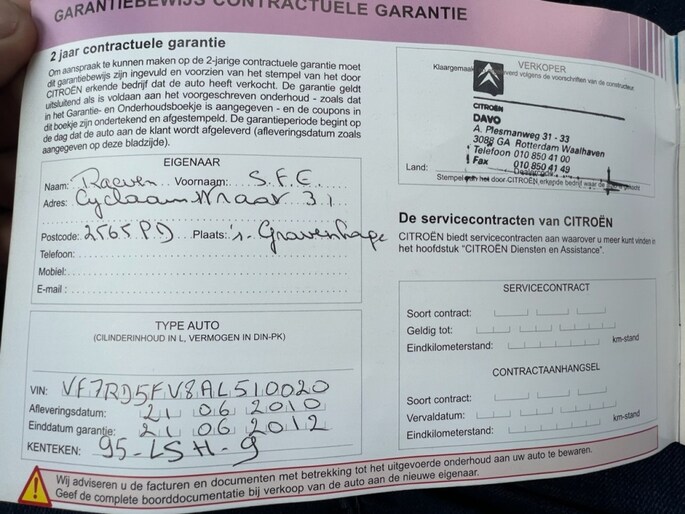 GARANTIEBEWIJS CONTRACTUELE GARANTIE
2 jaar contractuele garantie
Om aanspraak te kunnen maken op de 2-jarige contractuele garantie moet
dit garantiebewijs zijn ingevuld en voorzien van het stempel van het door
CITROËN erkende bedrijf dat de auto heeft verkocht. De garantie geldt
uitsluitend als is voldaan aan het voorgeschreven onderhoud - zoals dat
in het Garantie- en Onderhoudsboekje is aangegeven - en de coupons in
dit boekje zijn ondertekend en afgestempeld. De garantieperiode begint op
de dag dat de auto aan de klant wordt afgeleverd (afleveringsdatum zoals
aangegeven op deze bladzijde).
EIGENAAR
Naam: Raeven Voornaam: S.F.E.
Adres: Cyclaamstraat 31
Postcode: 2565 PD Plaats: 's-Gravenhage
Telefoon:
Mobiel:
E-mail:
TYPE AUTO
(CILINDERINHOUD IN L, VERMOGEN IN DIN-PK)
VIN: VF7RD5FV8AL510020
Afleveringsdatum: 21 06 2010
Einddatum garantie: 21 06 2012
KENTEKEN: 95-LSH-9
VERKOPER
Klaargemaakt verd volgens de voorschriften van de constructeur
CITROËN
DAVO
A. Plesmanweg 31 - 33
3088 GA Rotterdam Waalhaven
Telefoon 010 850 41 00
Fax 010 850 41 49
Land:
Stempel van het door CITROËN erkende bedrijf waar de
De servicecontracten van CITROËN
CITROËN biedt servicecontracten aan waarover u meer kunt vinden in
het hoofdstuk "CITROËN Diensten en Assistance".
SERVICECONTRACT
Soort contract:
Geldig tot:
Eindkilometerstand: km-stand
CONTRACTAANHANGSEL
Soort contract:
Vervaldatum:
Eindkilometerstand: km-stand
Wij adviseren u de facturen en documenten met betrekking tot het uitgevoerde onderhoud aan uw auto te bewaren.
Geef de complete boorddocumentatie bij verkoop van de auto aan de nieuwe eigenaar.